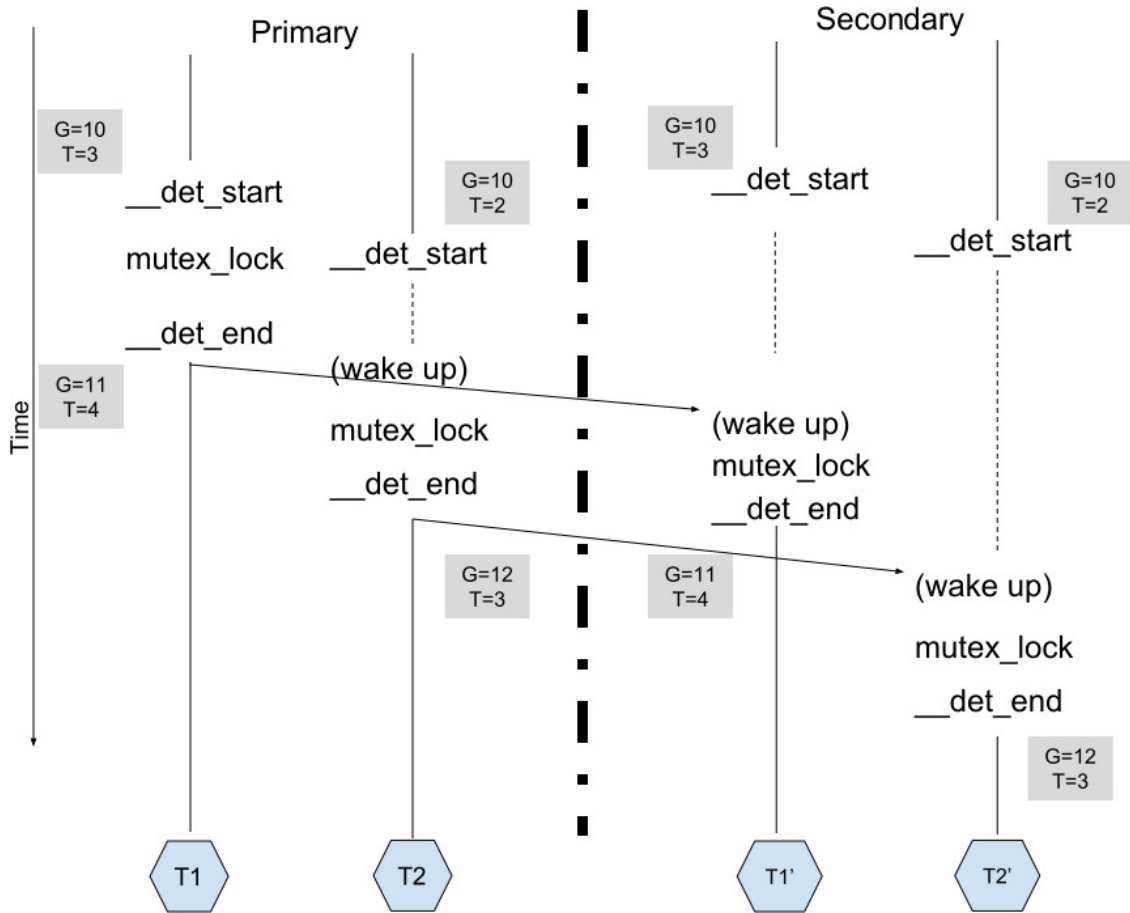 Primary
Secondary
G=10
T=3
G=10
T=3
G=10
T=2
G=10
T=2
__det_start
__det_start
mutex_lock
__det_start
__det_start
__det_end
(wake up)
G=11
T=4
Time
mutex_lock
(wake up)
mutex_lock
__det_end
__det_end
G=12
T=3
G=11
T=4
(wake up)
mutex_lock
__det_end
G=12
T=3
T1
T2
T1'
T2'